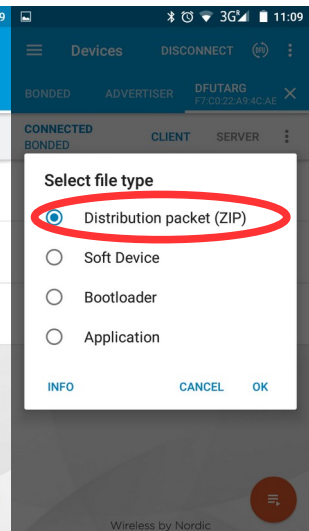 9
3G 11:09
Devices DISCONNECT
BONDED ADVERTISER DFUTARG
F7:C0:22:A9:4C:AE
CONNECTED
BONDED CLIENT SERVER
Select file type
Distribution packet (ZIP)
Soft Device
Bootloader
Application
INFO CANCEL OK
Wireless by Nordic